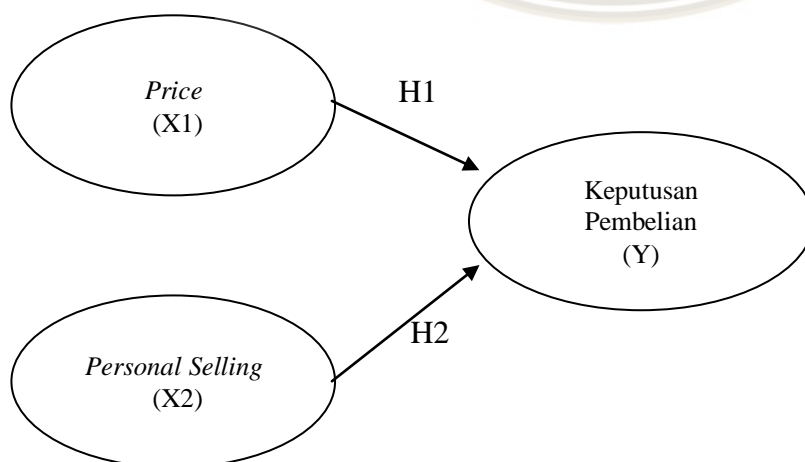 Price
(X1)
H1
Keputusan
Pembelian
(Y)
H2
Personal Selling
(X2)